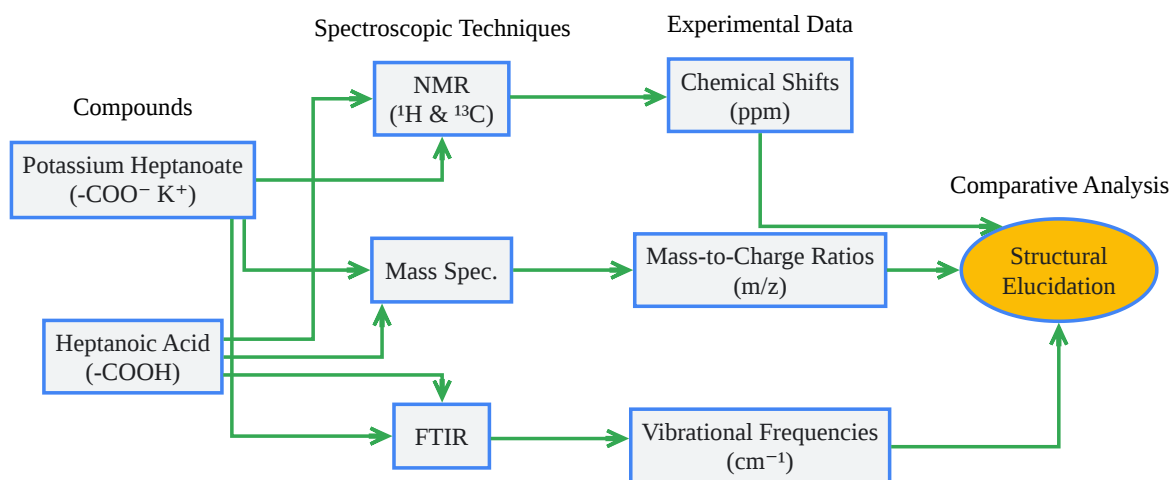 Spectroscopic Techniques
Experimental Data
Compounds
NMR
(¹H & ¹³C)
Chemical Shifts
(ppm)
Potassium Heptanoate
(-COO⁻ K⁺)
Comparative Analysis
Mass Spec.
Mass-to-Charge Ratios
(m/z)
Structural
Elucidation
Heptanoic Acid
(-COOH)
FTIR
Vibrational Frequencies
(cm⁻¹)